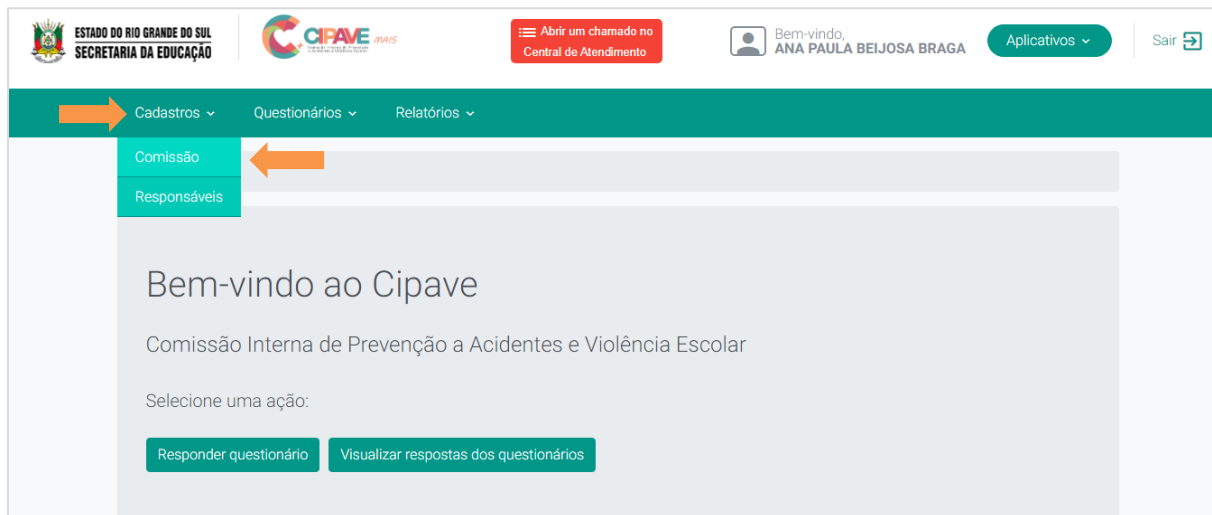 ESTADO DO RIO GRANDE DO SUL
SECRETARIA DA EDUCAÇÃO
CIPAVE MAIS
Abrir um chamado no
Central de Atendimento
Bem-vindo,
ANA PAULA BEIJOSA BRAGA
Aplicativos
Sair
Cadastros
Questionários
Relatórios
Comissão
Responsáveis
Bem-vindo ao Cipave
Comissão Interna de Prevenção a Acidentes e Violência Escolar
Selecione uma ação:
Responder questionário
Visualizar respostas dos questionários